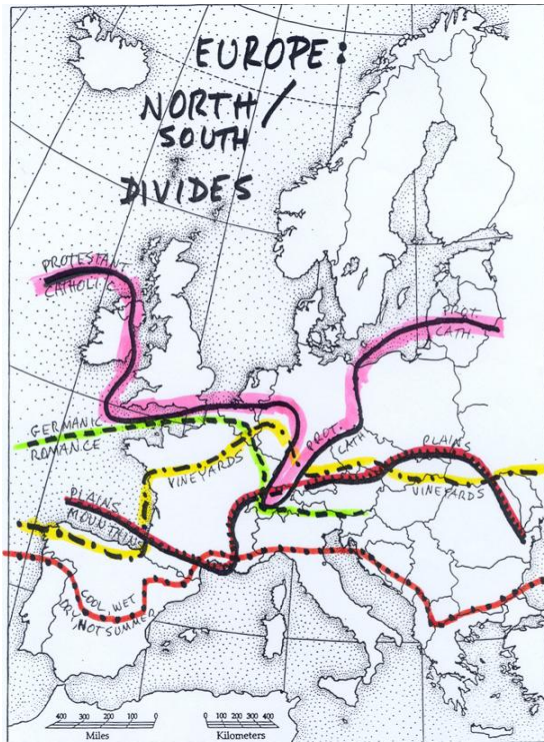 EUROPE:
NORTH/
SOUTH
DIVIDES
PROTESTANT
CATHOLIC
PROT.
CATH.
GERMANIC
ROMANCE
PROT.
CATH
VINEYARDS
PLAINS
VINEYARDS
PLAINS
MOUNTAINS
COOL, WET
DRY, HOT SUMMER
400 300 200 100 0
Miles
0 100 200 300 400
Kilometers